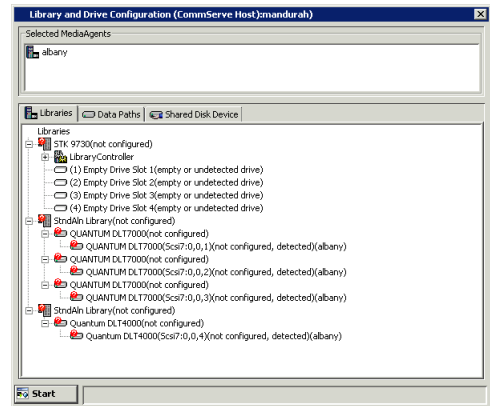 Library and Drive Configuration (CommServe Host):mandurah)
Selected MediaAgents
albany
Libraries
Data Paths
Shared Disk Device
Libraries
STK 9730(not configured)
LibraryController
(1) Empty Drive Slot 1(empty or undetected drive)
(2) Empty Drive Slot 2(empty or undetected drive)
(3) Empty Drive Slot 3(empty or undetected drive)
(4) Empty Drive Slot 4(empty or undetected drive)
StndAln Library(not configured)
QUANTUM DLT7000(not configured)
QUANTUM DLT7000(Scsi7:0,0,1)(not configured, detected)(albany)
QUANTUM DLT7000(not configured)
QUANTUM DLT7000(Scsi7:0,0,2)(not configured, detected)(albany)
QUANTUM DLT7000(not configured)
QUANTUM DLT7000(Scsi7:0,0,3)(not configured, detected)(albany)
StndAln Library(not configured)
Quantum DLT4000(not configured)
Quantum DLT4000(Scsi7:0,0,4)(not configured, detected)(albany)
Start